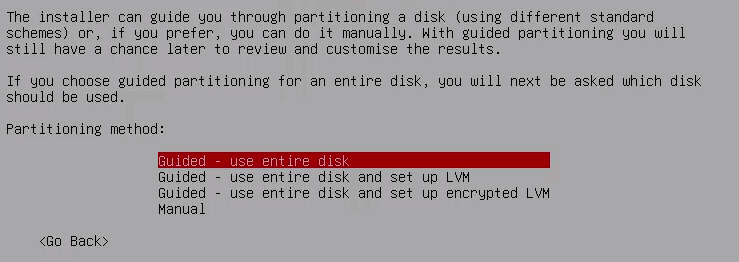 The installer can guide you through partitioning a disk (using different standard
schemes) or, if you prefer, you can do it manually. With guided partitioning you will
still have a chance later to review and customise the results.
If you choose guided partitioning for an entire disk, you will next be asked which disk
should be used.
Partitioning method:
Guided - use entire disk
Guided - use entire disk and set up LVM
Guided - use entire disk and set up encrypted LVM
Manual
<Go Back>